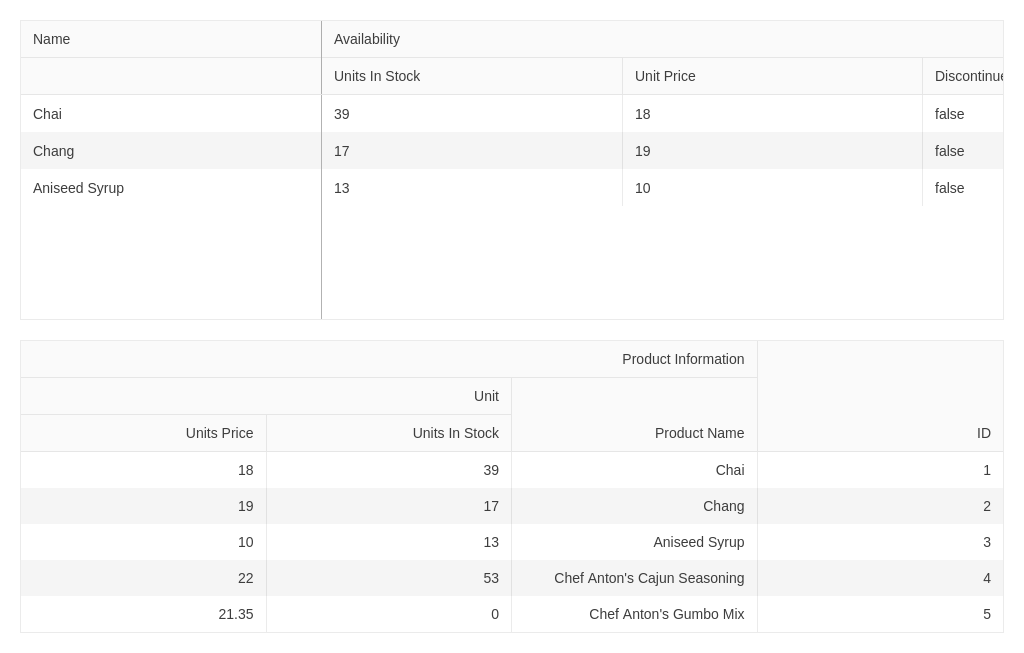 Name Availability
Units In Stock Unit Price Discontinue
Chai 39 18 false
Chang 17 19 false
Aniseed Syrup 13 10 false
Product Information
Unit
Units Price Units In Stock Product Name ID
18 39 Chai 1
19 17 Chang 2
10 13 Aniseed Syrup 3
22 53 Chef Anton's Cajun Seasoning 4
21.35 0 Chef Anton's Gumbo Mix 5